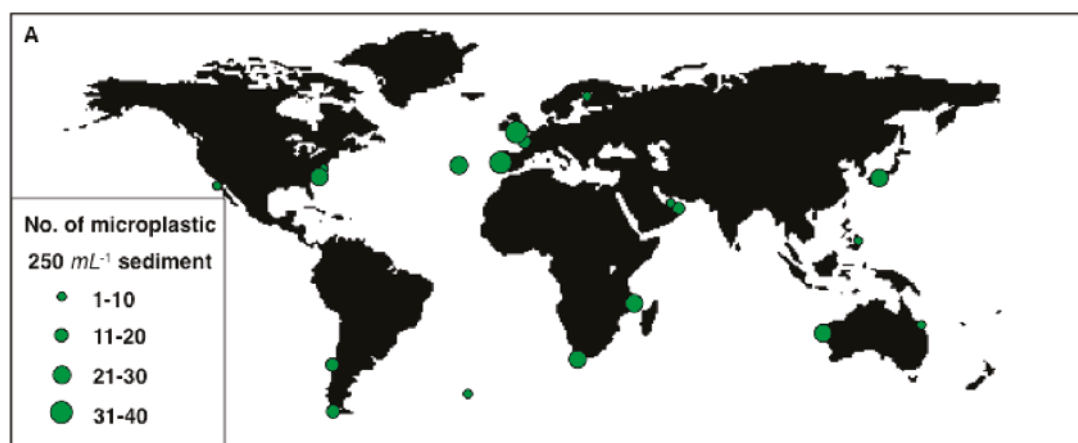 A
No. of microplastic
250 mL⁻¹ sediment
1-10
11-20
21-30
31-40